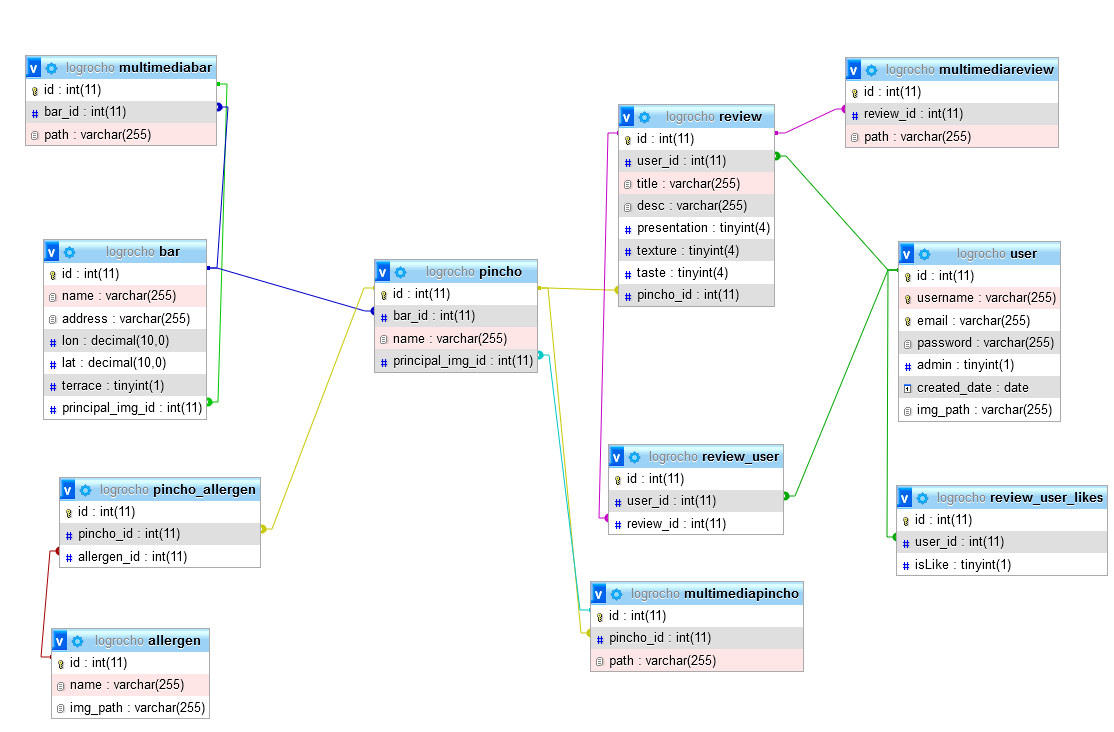 v logrocho multimediabar
id : int(11)
# bar_id : int(11)
path : varchar(255)
v logrocho multimediareview
id : int(11)
# review_id : int(11)
path : varchar(255)
v logrocho review
id : int(11)
# user_id : int(11)
title : varchar(255)
desc : varchar(255)
# presentation : tinyint(4)
# texture : tinyint(4)
# taste : tinyint(4)
# pincho_id : int(11)
v logrocho bar
id : int(11)
name : varchar(255)
address : varchar(255)
# lon : decimal(10,0)
# lat : decimal(10,0)
# terrace : tinyint(1)
# principal_img_id : int(11)
v logrocho pincho
id : int(11)
# bar_id : int(11)
name : varchar(255)
# principal_img_id : int(11)
v logrocho user
id : int(11)
username : varchar(255)
email : varchar(255)
password : varchar(255)
# admin : tinyint(1)
created_date : date
img_path : varchar(255)
v logrocho review_user
id : int(11)
# user_id : int(11)
# review_id : int(11)
v logrocho pincho_allergen
id : int(11)
# pincho_id : int(11)
# allergen_id : int(11)
v logrocho review_user_likes
id : int(11)
# user_id : int(11)
# isLike : tinyint(1)
v logrocho multimediapincho
id : int(11)
# pincho_id : int(11)
path : varchar(255)
v logrocho allergen
id : int(11)
name : varchar(255)
img_path : varchar(255)